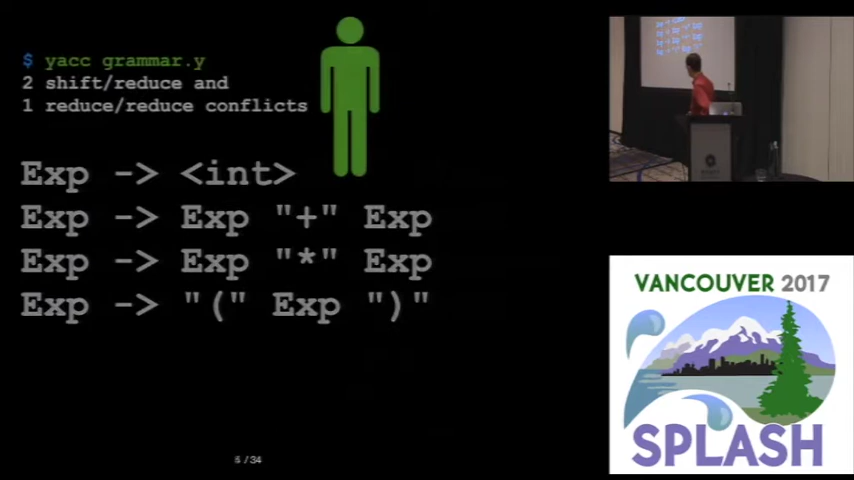 $ yacc grammar.y
2 shift/reduce and
1 reduce/reduce conflicts
Exp -> <int>
Exp -> Exp "+" Exp
Exp -> Exp "*" Exp
Exp -> "(" Exp ")"
6 / 34
VANCOUVER 2017
SPLASH